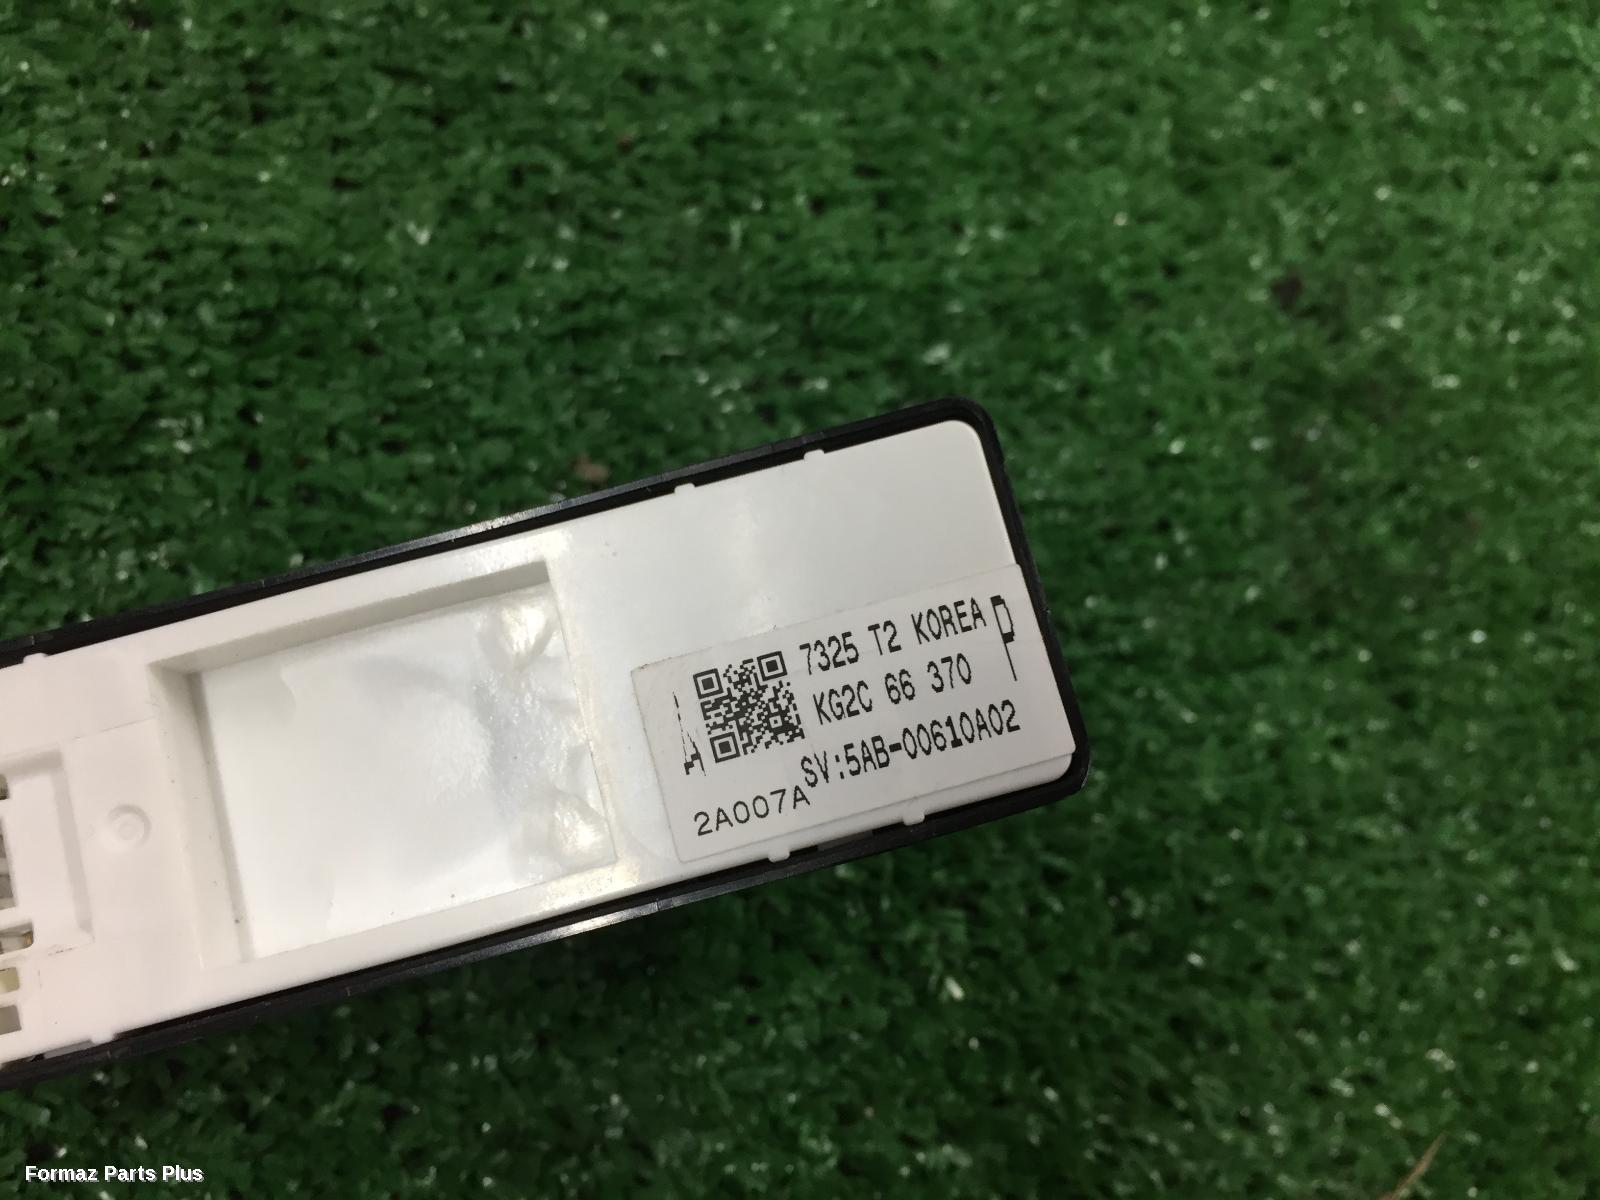 7325 T2 KOREA P
KG2C 66 370
A
SV:5AB-00610A02
2A007A
Formaz Parts Plus